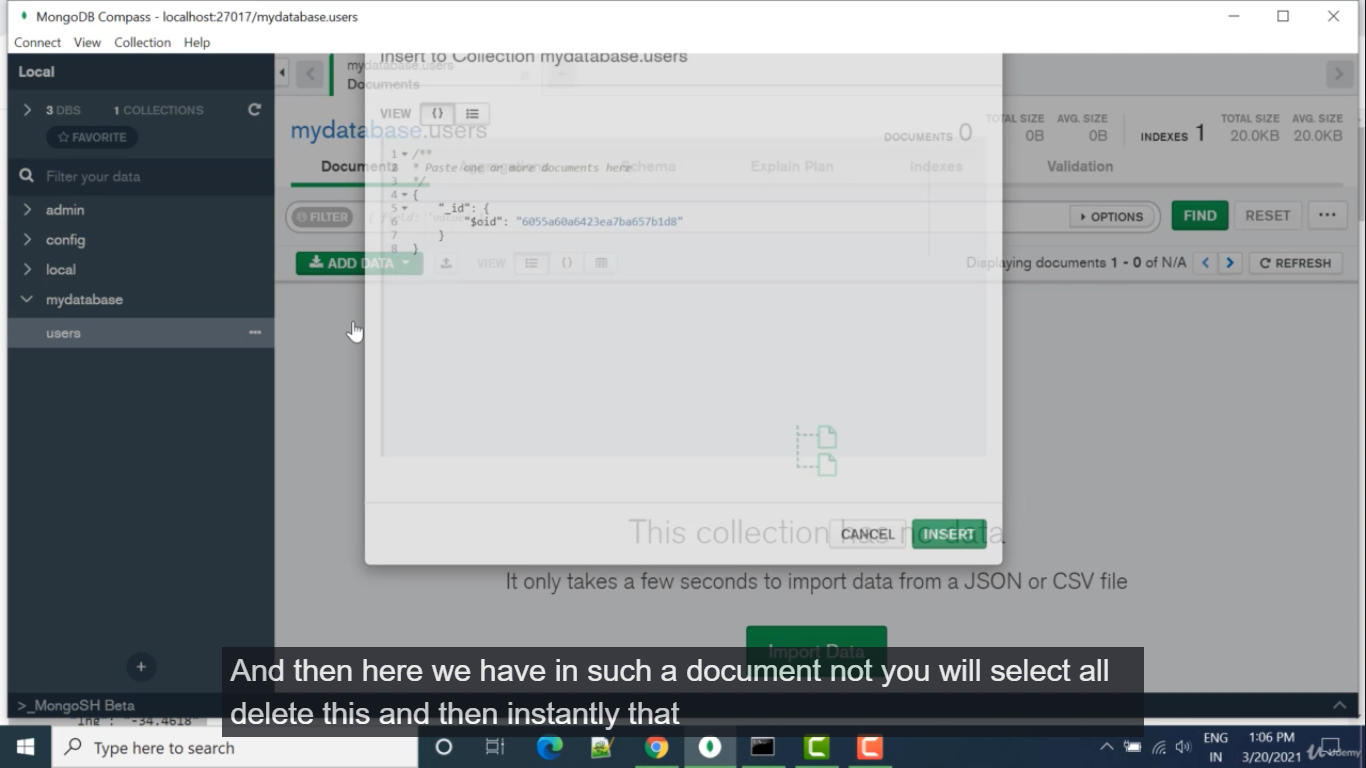 MongoDB Compass - localhost:27017/mydatabase.users
Connect View Collection Help
Local
3 DBS 1 COLLECTIONS
FAVORITE
Filter your data
admin
config
local
mydatabase
users
>_MongoSH Beta
mydatabase.users
Documents
mydatabase.users
DOCUMENTS 0
TOTAL SIZE 0B
AVG. SIZE 0B
INDEXES 1
TOTAL SIZE 20.0KB
AVG. SIZE 20.0KB
Documents Aggregations Schema Explain Plan Indexes Validation
FILTER
OPTIONS
FIND
RESET
ADD DATA
VIEW
Displaying documents 1 - 0 of N/A
REFRESH
Insert to Collection mydatabase.users
VIEW {}
1 /**
2 * Paste one or more documents here
3 */
4 {
5 "_id": {
6 "$oid": "6055a60a6423ea7ba657b1d8"
7 }
8 }
CANCEL
INSERT
This collection has no data
It only takes a few seconds to import data from a JSON or CSV file
Import Data
And then here we have in such a document not you will select all
delete this and then instantly that
"lng": "-34.4618"
Type here to search
ENG
IN
1:06 PM
3/20/2021
Udemy